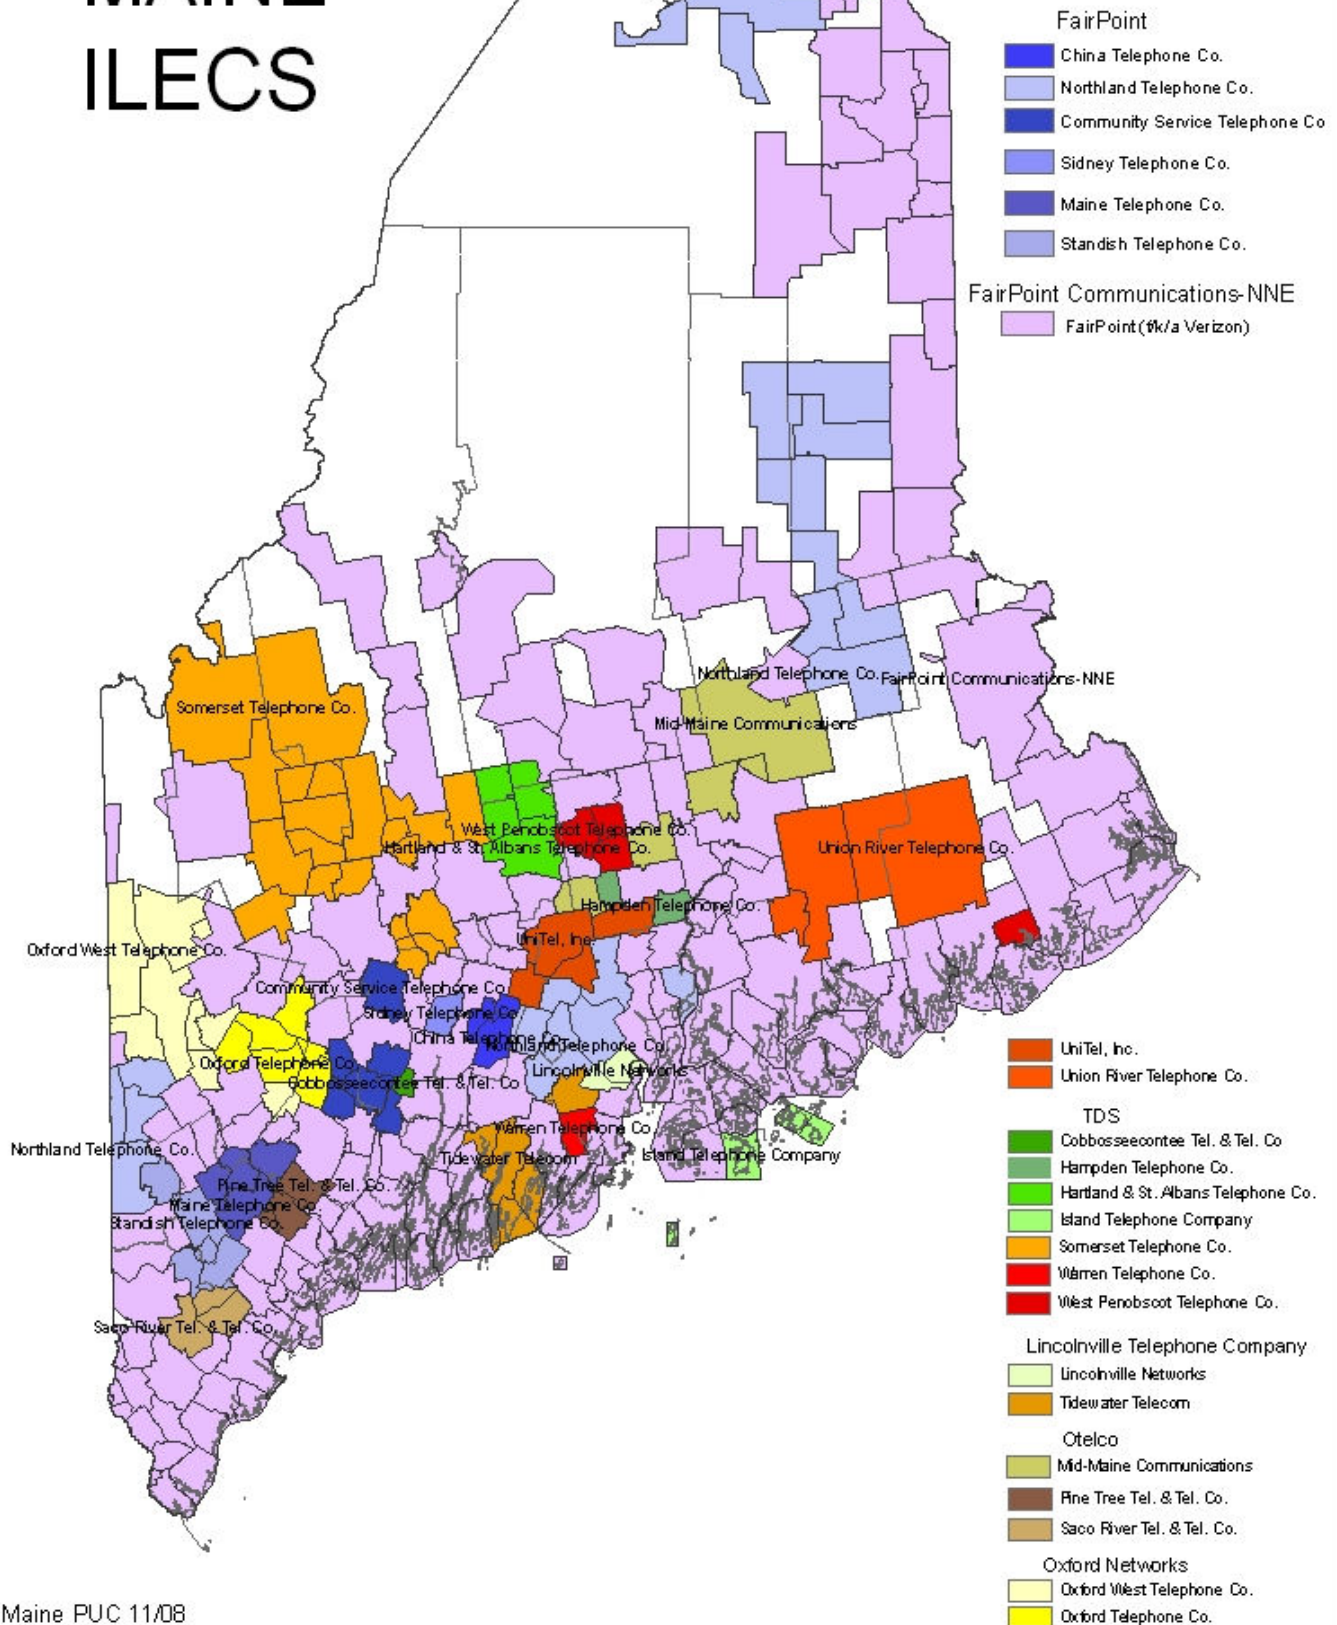 MAINE
ILECS
FairPoint
China Telephone Co.
Northland Telephone Co.
Community Service Telephone Co
Sidney Telephone Co.
Maine Telephone Co.
Standish Telephone Co.
FairPoint Communications-NNE
FairPoint (f/k/a Verizon)
Northland Telephone Co.
FairPoint Communications-NNE
Somerset Telephone Co.
Mid-Maine Communications
West Penobscot Telephone Co.
Hartland & St. Albans Telephone Co.
Union River Telephone Co.
Hampden Telephone Co.
UniTel, Inc.
Oxford West Telephone Co.
Community Service Telephone Co
Sidney Telephone Co.
China Telephone Co.
Northland Telephone Co.
Oxford Telephone Co.
Lincolnville Networks
Cobbosseecontee Tel. & Tel. Co
Warren Telephone Co.
Northland Telephone Co.
Tidewater Telecom
Island Telephone Company
Pine Tree Tel. & Tel. Co.
Maine Telephone Co.
Standish Telephone Co.
Saco River Tel. & Tel. Co.
UniTel, Inc.
Union River Telephone Co.
TDS
Cobbosseecontee Tel. & Tel. Co
Hampden Telephone Co.
Hartland & St. Albans Telephone Co.
Island Telephone Company
Somerset Telephone Co.
Warren Telephone Co.
West Penobscot Telephone Co.
Lincolnville Telephone Company
Lincolnville Networks
Tidewater Telecom
Otelco
Mid-Maine Communications
Pine Tree Tel. & Tel. Co.
Saco River Tel. & Tel. Co.
Oxford Networks
Oxford West Telephone Co.
Oxford Telephone Co.
Maine PUC 11/08